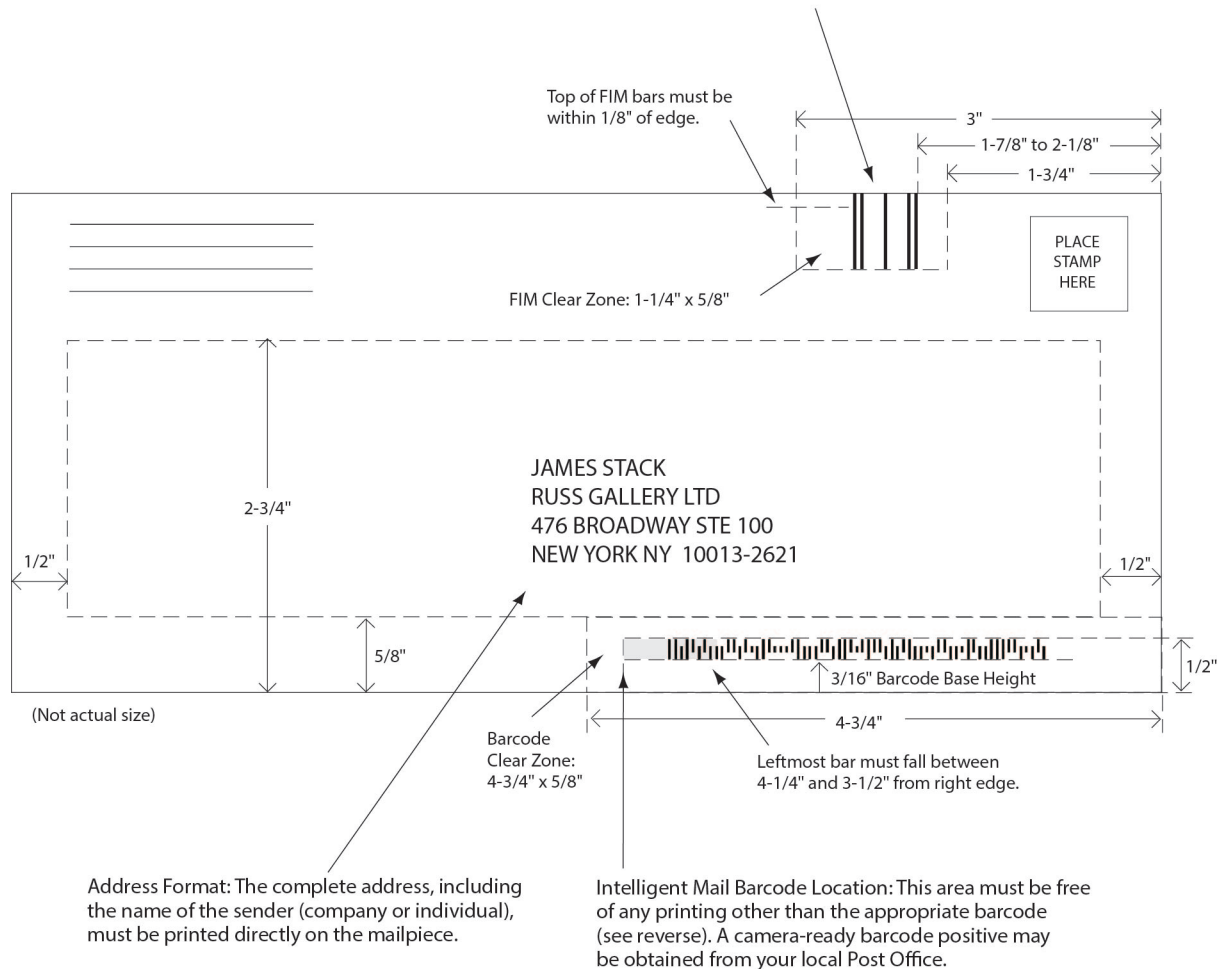 Top of FIM bars must be
within 1/8" of edge.
3"
1-7/8" to 2-1/8"
1-3/4"
PLACE
STAMP
HERE
FIM Clear Zone: 1-1/4" x 5/8"
JAMES STACK
RUSS GALLERY LTD
476 BROADWAY STE 100
NEW YORK NY  10013-2621
2-3/4"
1/2"
1/2"
5/8"
3/16" Barcode Base Height
1/2"
(Not actual size)
4-3/4"
Barcode
Clear Zone:
4-3/4" x 5/8"
Leftmost bar must fall between
4-1/4" and 3-1/2" from right edge.
Address Format: The complete address, including
the name of the sender (company or individual),
must be printed directly on the mailpiece.
Intelligent Mail Barcode Location: This area must be free
of any printing other than the appropriate barcode
(see reverse). A camera-ready barcode positive may
be obtained from your local Post Office.